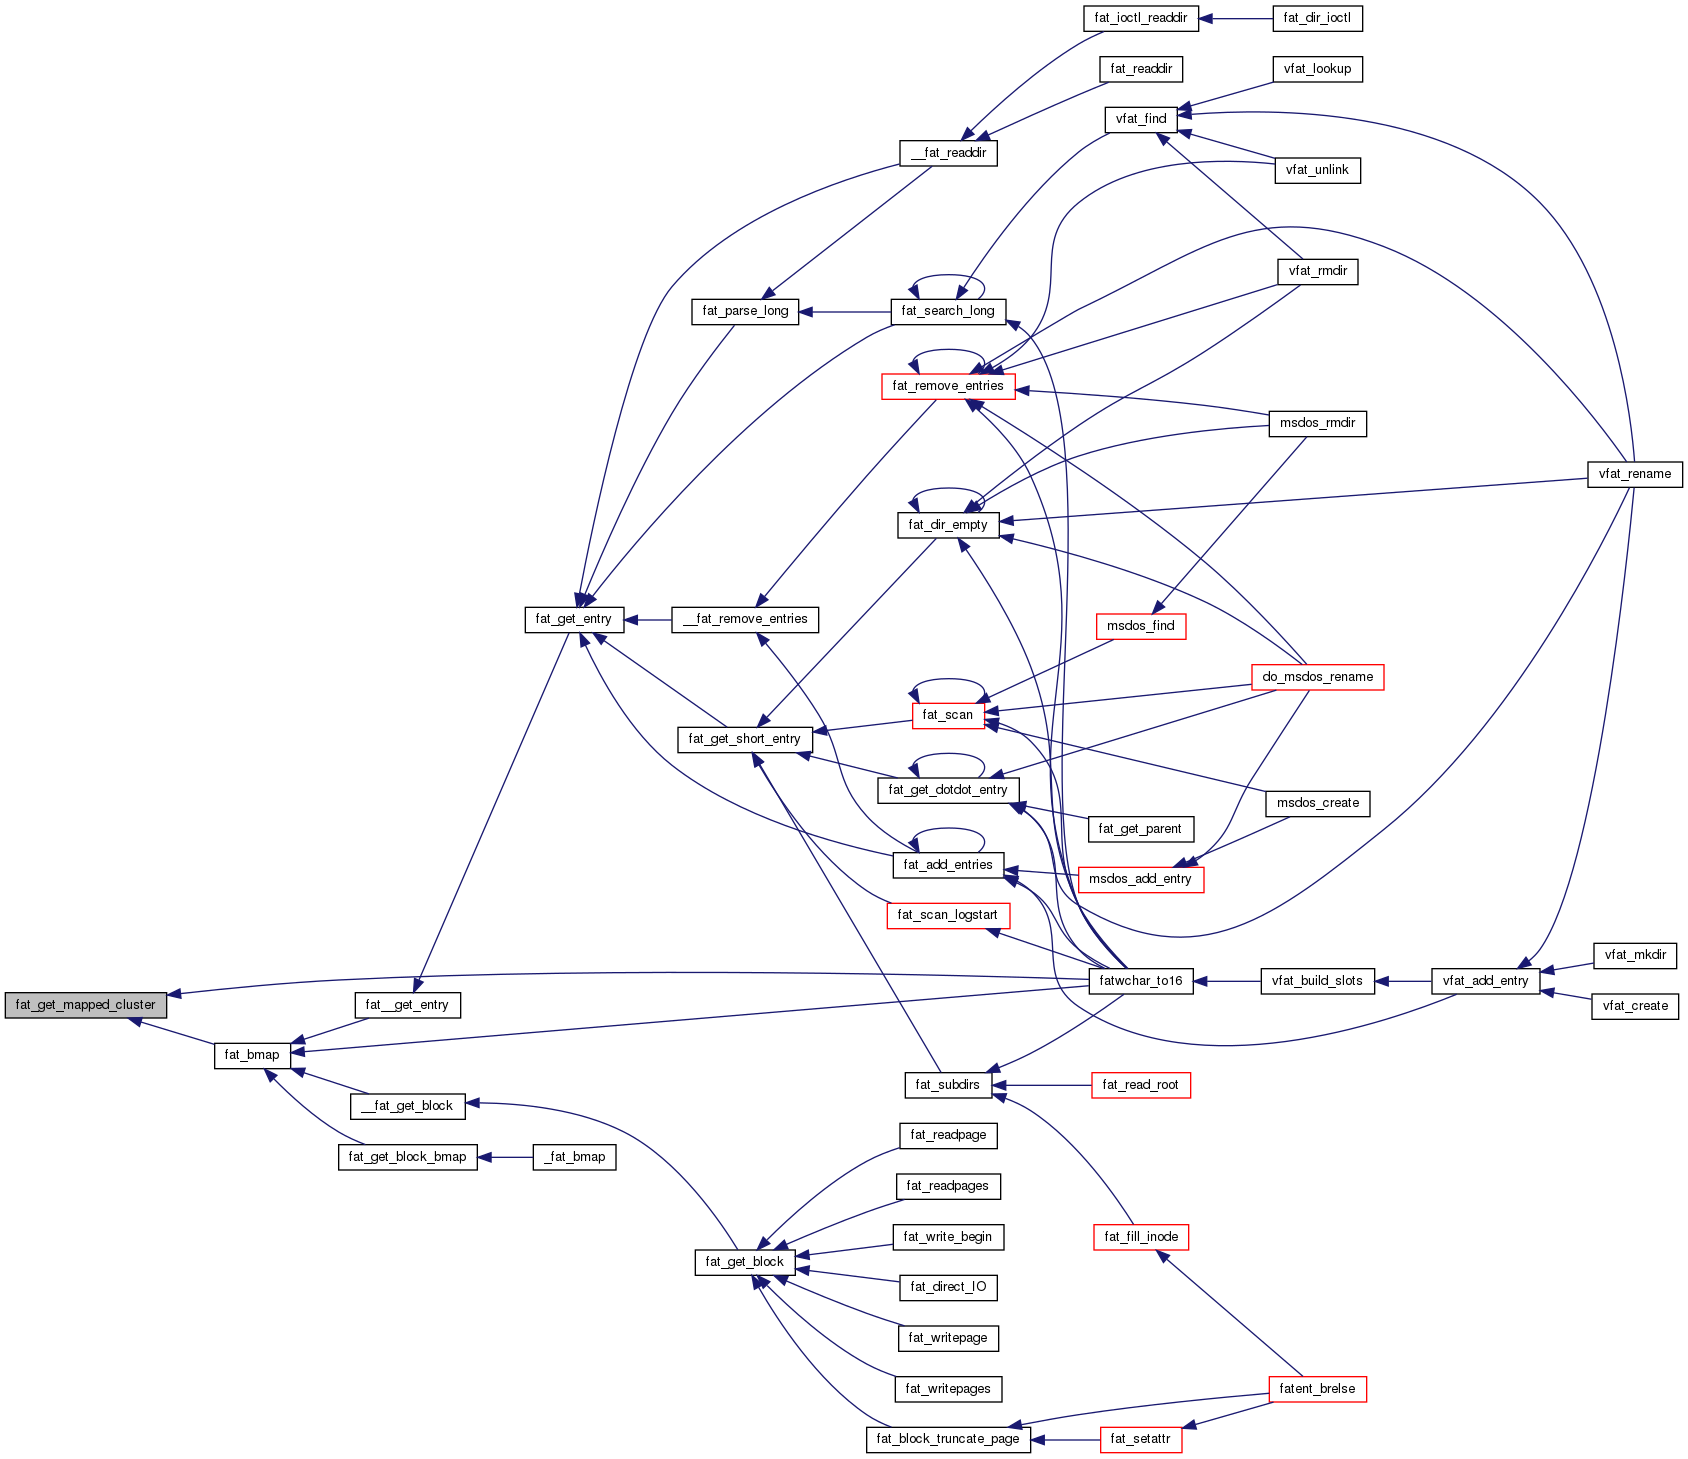 fat_ioctl_readdir
fat_dir_ioctl
fat_readdir
vfat_lookup
vfat_find
__fat_readdir
vfat_unlink
vfat_rmdir
fat_parse_long
fat_search_long
fat_remove_entries
msdos_rmdir
vfat_rename
fat_dir_empty
fat_get_entry
__fat_remove_entries
msdos_find
do_msdos_rename
fat_scan
fat_get_short_entry
fat_get_dotdot_entry
msdos_create
fat_get_parent
fat_add_entries
msdos_add_entry
fat_scan_logstart
vfat_mkdir
fatwchar_to16
vfat_build_slots
vfat_add_entry
fat_get_mapped_cluster
fat__get_entry
vfat_create
fat_bmap
fat_subdirs
fat_read_root
__fat_get_block
fat_readpage
fat_get_block_bmap
_fat_bmap
fat_readpages
fat_write_begin
fat_fill_inode
fat_get_block
fat_direct_IO
fat_writepage
fat_writepages
fatent_brelse
fat_block_truncate_page
fat_setattr